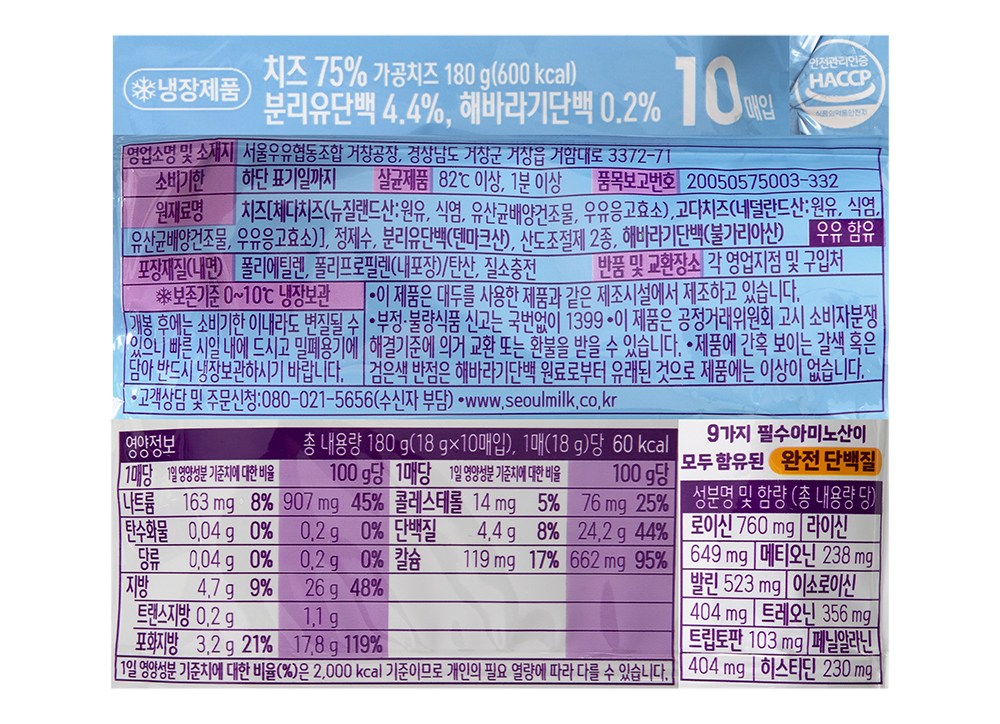 냉장제품
치즈 75% 가공치즈 180 g(600 kcal)
분리유단백 4.4%, 해바라기단백 0.2%
10매입
안전관리인증
HACCP
식품의약품안전처
영업소명 및 소재지 서울우유협동조합 거창공장, 경상남도 거창군 거창읍 거함대로 3372-71
소비기한 하단 표기일까지 살균제품 82℃ 이상, 1분 이상 품목보고번호 20050575003-332
원재료명 치즈[체다치즈(뉴질랜드산:원유, 식염, 유산균배양건조물, 우유응고효소), 고다치즈(네덜란드산:원유, 식염,
유산균배양건조물, 우유응고효소)], 정제수, 분리유단백(덴마크산), 산도조절제 2종, 해바라기단백(불가리아산) 우유 함유
포장재질(내면) 폴리에틸렌, 폴리프로필렌(내포장)/탄산, 질소충전 반품 및 교환장소 각 영업지점 및 구입처
※보존기준 0~10℃ 냉장보관
개봉 후에는 소비기한 이내라도 변질될 수
있으니 빠른 시일 내에 드시고 밀폐용기에
담아 반드시 냉장보관하시기 바랍니다.
•이 제품은 대두를 사용한 제품과 같은 제조시설에서 제조하고 있습니다.
•부정·불량식품 신고는 국번없이 1399 •이 제품은 공정거래위원회 고시 소비자분쟁
해결기준에 의거 교환 또는 환불을 받을 수 있습니다. •제품에 간혹 보이는 갈색 혹은
검은색 반점은 해바라기단백 원료로부터 유래된 것으로 제품에는 이상이 없습니다.
•고객상담 및 주문신청:080-021-5656(수신자 부담) •www.seoulmilk.co.kr
영양정보 총 내용량 180 g(18 g×10매입), 1매(18 g)당 60 kcal
1매당 1일 영양성분 기준치에 대한 비율 100 g당 1매당 1일 영양성분 기준치에 대한 비율 100 g당
나트륨 163 mg 8% 907 mg 45% 콜레스테롤 14 mg 5% 76 mg 25%
탄수화물 0.04 g 0% 0.2 g 0% 단백질 4.4 g 8% 24.2 g 44%
당류 0.04 g 0% 0.2 g 0% 칼슘 119 mg 17% 662 mg 95%
지방 4.7 g 9% 26 g 48%
트랜스지방 0.2 g 1.1 g
포화지방 3.2 g 21% 17.8 g 119%
1일 영양성분 기준치에 대한 비율(%)은 2,000 kcal 기준이므로 개인의 필요 열량에 따라 다를 수 있습니다.
9가지 필수아미노산이
모두 함유된 완전 단백질
성분명 및 함량 (총 내용량 당)
로이신 760 mg 라이신
649 mg 메티오닌 238 mg
발린 523 mg 이소로이신
404 mg 트레오닌 356 mg
트립토판 103 mg 페닐알라닌
404 mg 히스티딘 230 mg